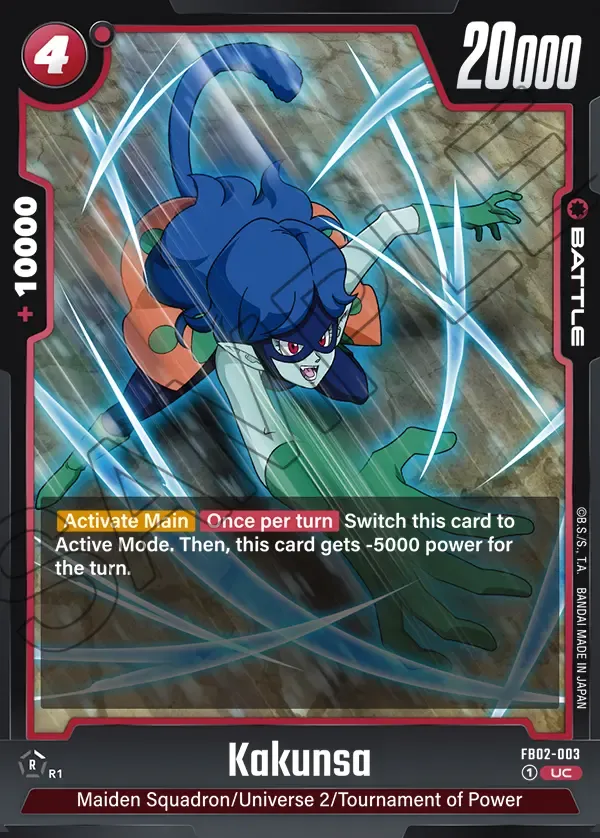 4
20000
+ 10000
BATTLE
SAMPLE
Activate Main Once per turn Switch this card to
Active Mode. Then, this card gets -5000 power for
the turn.
©B.S./S., T.A. BANDAI MADE IN JAPAN
R
R1
Kakunsa
FB02-003
1 UC
Maiden Squadron/Universe 2/Tournament of Power